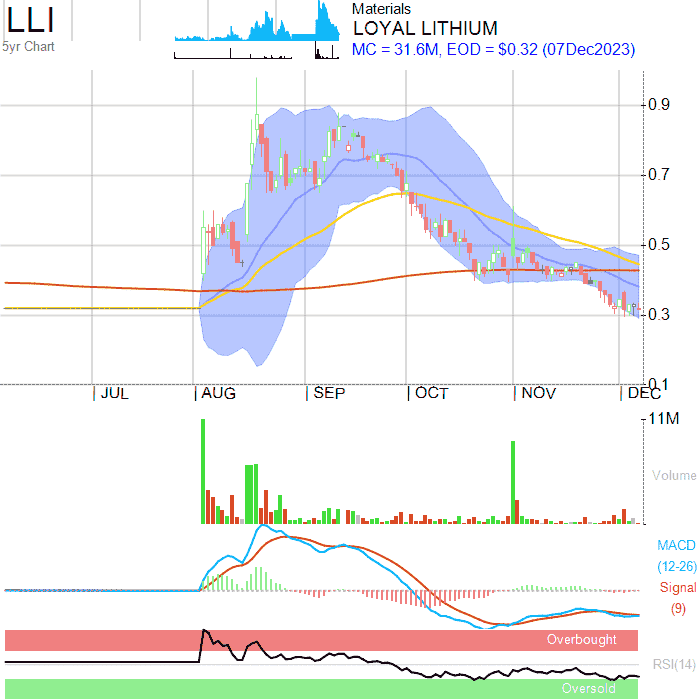 LLI
5yr Chart
Materials
LOYAL LITHIUM
MC = 31.6M, EOD = $0.32 (07Dec2023)
0.9
0.7
0.5
0.3
0.1
JUL AUG SEP OCT NOV DEC
11M
Volume
MACD
(12-26)
Signal
(9)
Overbought
RSI(14)
Oversold